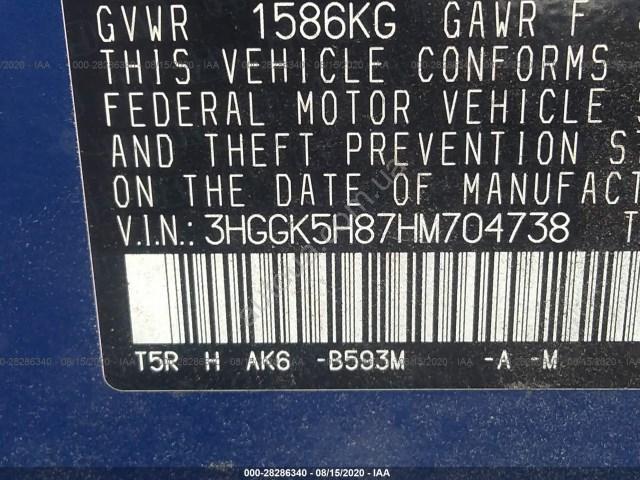 GVWR 1586KG GAWR F
THIS VEHICLE CONFORMS
FEDERAL MOTOR VEHICLE
AND THEFT PREVENTION S
ON THE DATE OF MANUFACT
V.I.N.: 3HGGK5H87HM704738 T
T5R H AK6 -B593M -A -M
000-28286340 - 08/15/2020 - IAA